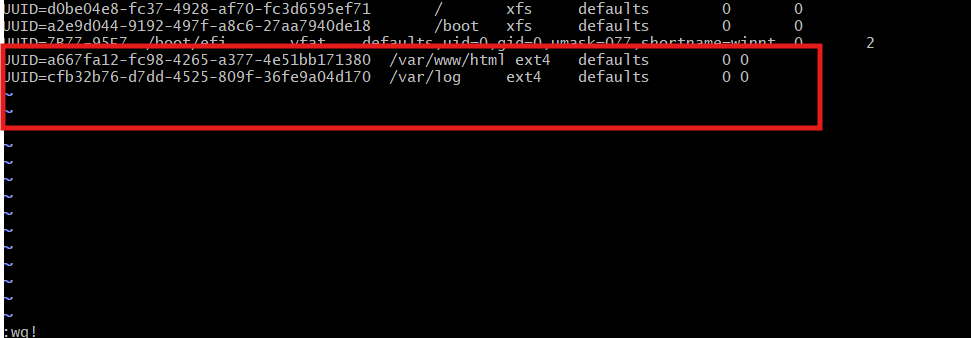 UUID=d0be04e8-fc37-4928-af70-fc3d6595ef71 / xfs defaults 0 0
UUID=a2e9d044-9192-497f-a8c6-27aa7940de18 /boot xfs defaults 0 0
UUID=7B77-95F7 /boot/efi vfat defaults,uid=0,gid=0,umask=077,shortname=winnt 0 2
UUID=a667fa12-fc98-4265-a377-4e51bb171380 /var/www/html ext4 defaults 0 0
UUID=cfb32b76-d7dd-4525-809f-36fe9a04d170 /var/log ext4 defaults 0 0
~
~
~
~
~
~
~
~
~
~
~
~
~
:wq!